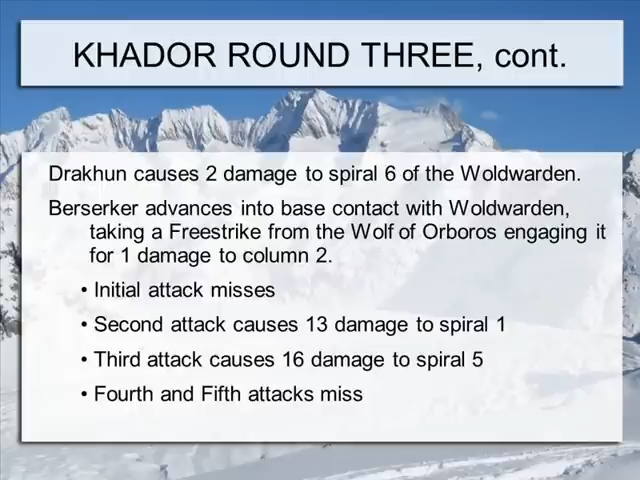 KHADOR ROUND THREE, cont.
Drakhun causes 2 damage to spiral 6 of the Woldwarden.
Berserker advances into base contact with Woldwarden,
taking a Freestrike from the Wolf of Orboros engaging it
for 1 damage to column 2.
• Initial attack misses
• Second attack causes 13 damage to spiral 1
• Third attack causes 16 damage to spiral 5
• Fourth and Fifth attacks miss